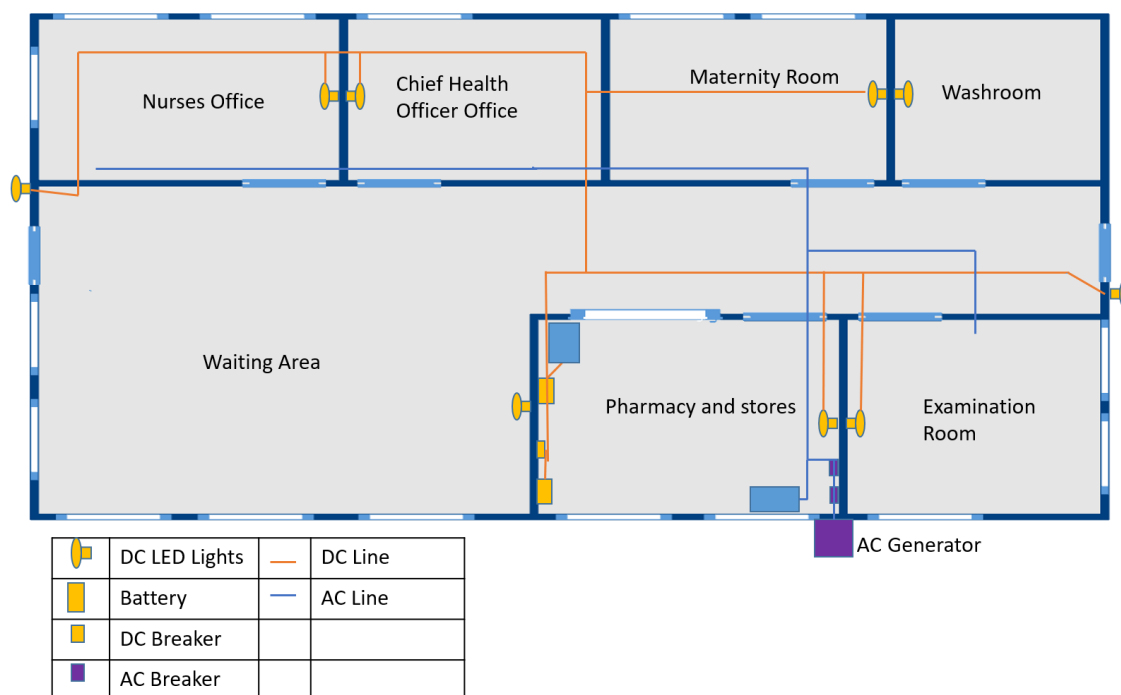 Nurses Office
Chief Health
Officer Office
Maternity Room
Washroom
Waiting Area
Pharmacy and stores
Examination
Room
AC Generator
DC LED Lights
DC Line
Battery
AC Line
DC Breaker
AC Breaker